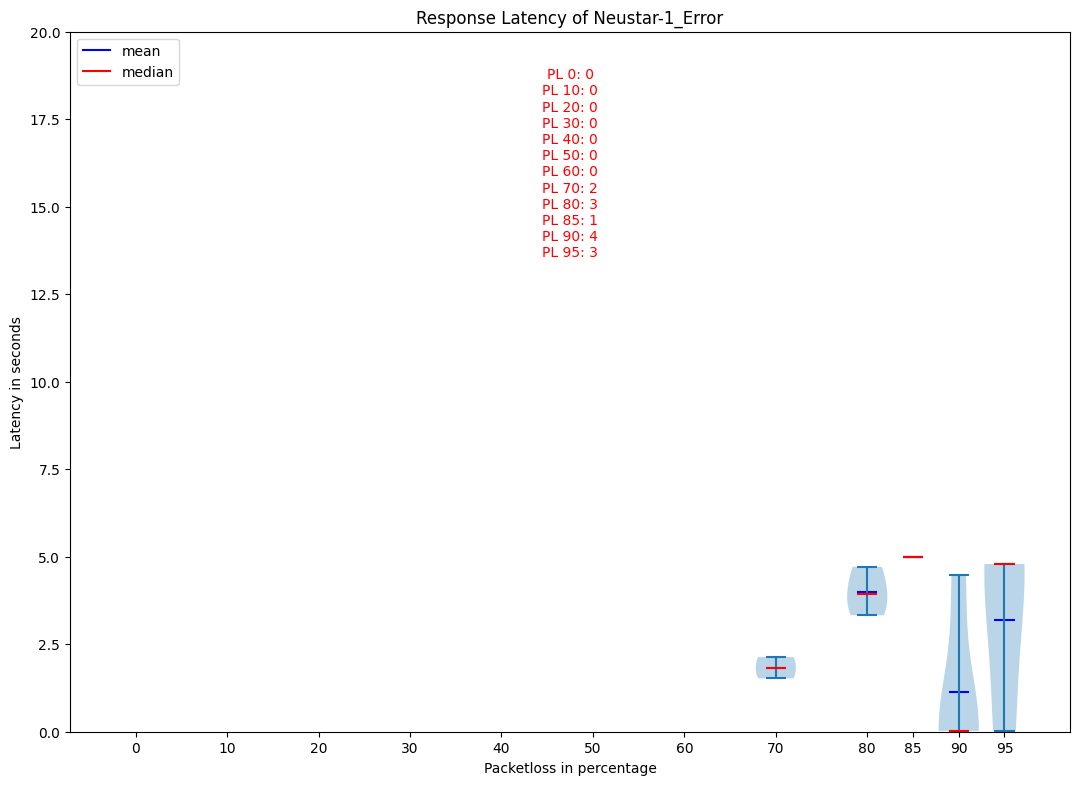 Response Latency of Neustar-1_Error
mean
median
PL 0: 0
PL 10: 0
PL 20: 0
PL 30: 0
PL 40: 0
PL 50: 0
PL 60: 0
PL 70: 2
PL 80: 3
PL 85: 1
PL 90: 4
PL 95: 3
Latency in seconds
20.0
17.5
15.0
12.5
10.0
7.5
5.0
2.5
0.0
0 10 20 30 40 50 60 70 80 85 90 95
Packetloss in percentage